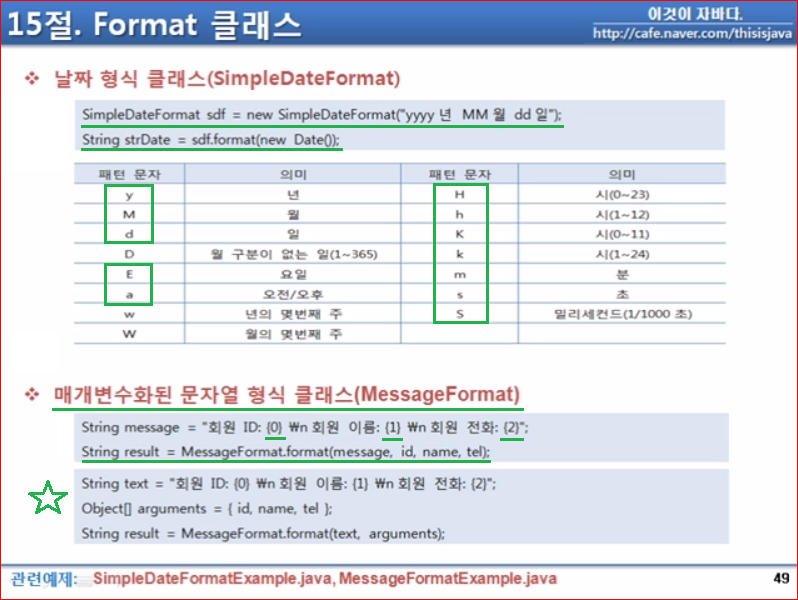 15절. Format 클래스
이것이 자바다.
http://cafe.naver.com/thisisjava
❖ 날짜 형식 클래스(SimpleDateFormat)
SimpleDateFormat sdf = new SimpleDateFormat("yyyy 년 MM 월 dd 일");
String strDate = sdf.format(new Date());
패턴 문자 의미 패턴 문자 의미
y 년 H 시(0~23)
M 월 h 시(1~12)
d 일 K 시(0~11)
D 월 구분이 없는 일(1~365) k 시(1~24)
E 요일 m 분
a 오전/오후 s 초
w 년의 몇번째 주 S 밀리세컨드(1/1000 초)
W 월의 몇번째 주
❖ 매개변수화된 문자열 형식 클래스(MessageFormat)
String message = "회원 ID: {0} ₩n 회원 이름: {1} ₩n 회원 전화: {2}";
String result = MessageFormat.format(message, id, name, tel);
String text = "회원 ID: {0} ₩n 회원 이름: {1} ₩n 회원 전화: {2}";
Object[] arguments = { id, name, tel };
String result = MessageFormat.format(text, arguments);
관련예제: SimpleDateFormatExample.java, MessageFormatExample.java
49